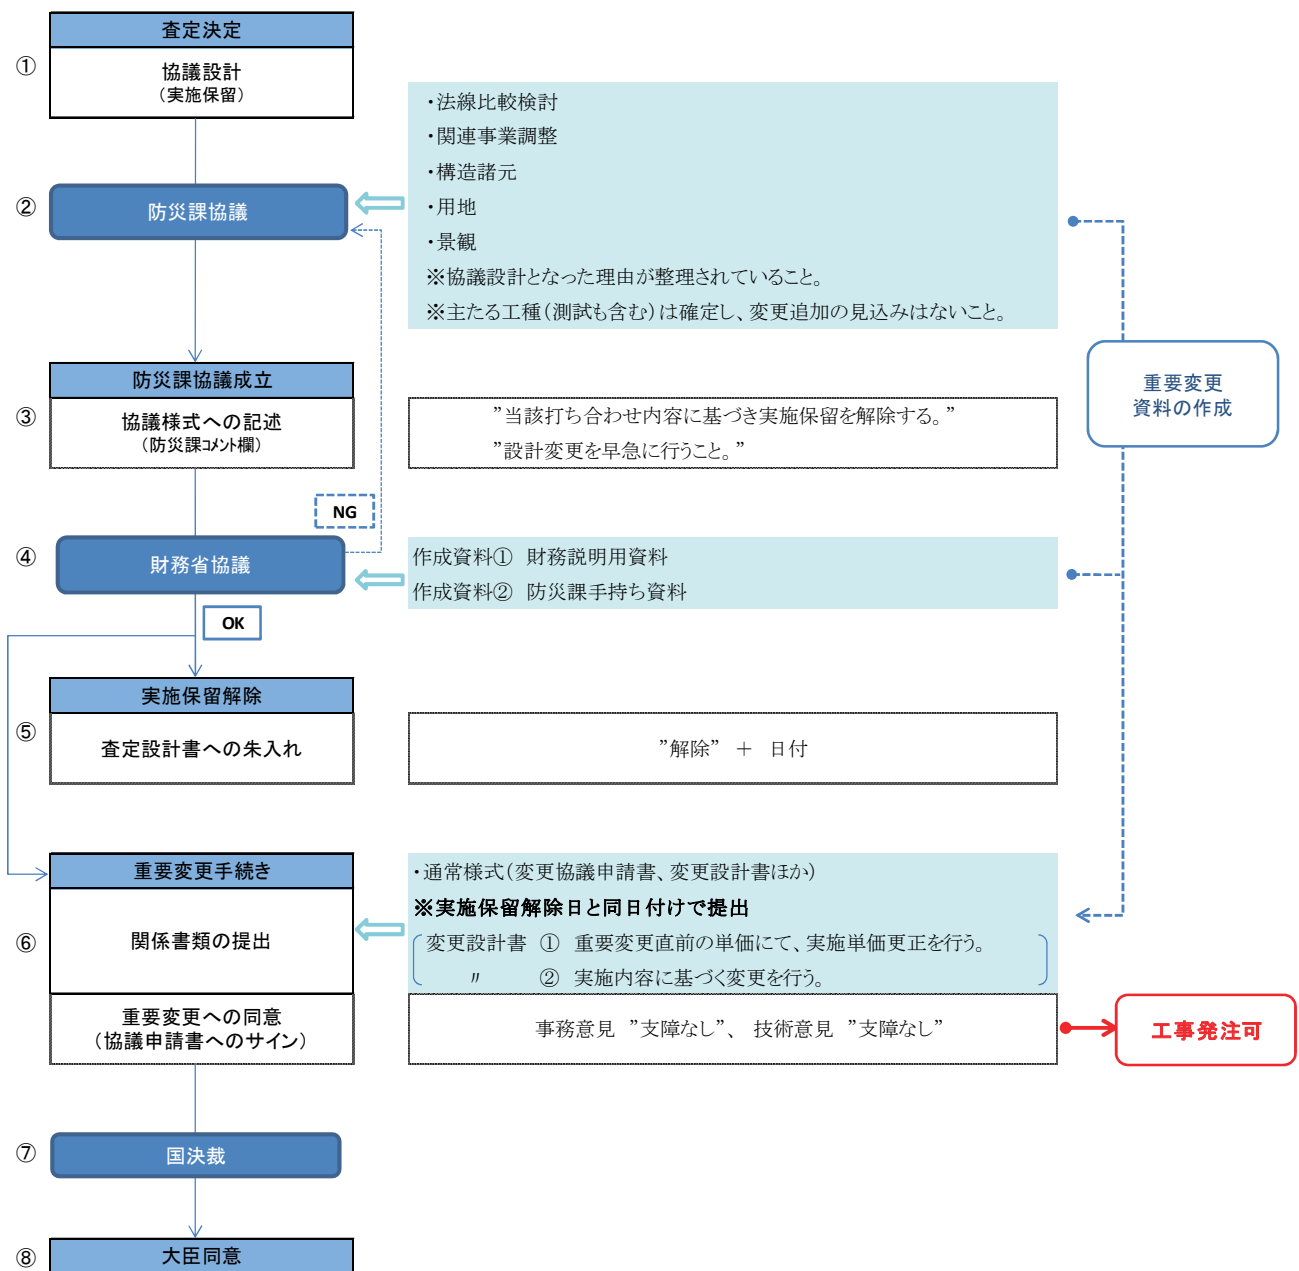 査定決定
①
協議設計
（実施保留）
・法線比較検討
・関連事業調整
・構造諸元
②
防災課協議
・用地
・景観
※協議設計となった理由が整理されていること。
※主たる工種（測試も含む）は確定し、変更追加の見込みはないこと。
重要変更
資料の作成
防災課協議成立
③
協議様式への記述
（防災課コメント欄）
”当該打ち合わせ内容に基づき実施保留を解除する。”
”設計変更を早急に行うこと。”
NG
④
財務省協議
作成資料① 財務説明用資料
作成資料② 防災課手持ち資料
OK
実施保留解除
⑤
査定設計書への朱入れ
”解除” ＋ 日付
重要変更手続き
・通常様式（変更協議申請書、変更設計書ほか）
※実施保留解除日と同日付けで提出
⑥
関係書類の提出
変更設計書 ① 重要変更直前の単価にて、実施単価更正を行う。
〃 ② 実施内容に基づく変更を行う。
重要変更への同意
（協議申請書へのサイン）
事務意見 ”支障なし”、 技術意見 ”支障なし”
工事発注可
⑦
国決裁
⑧
大臣同意